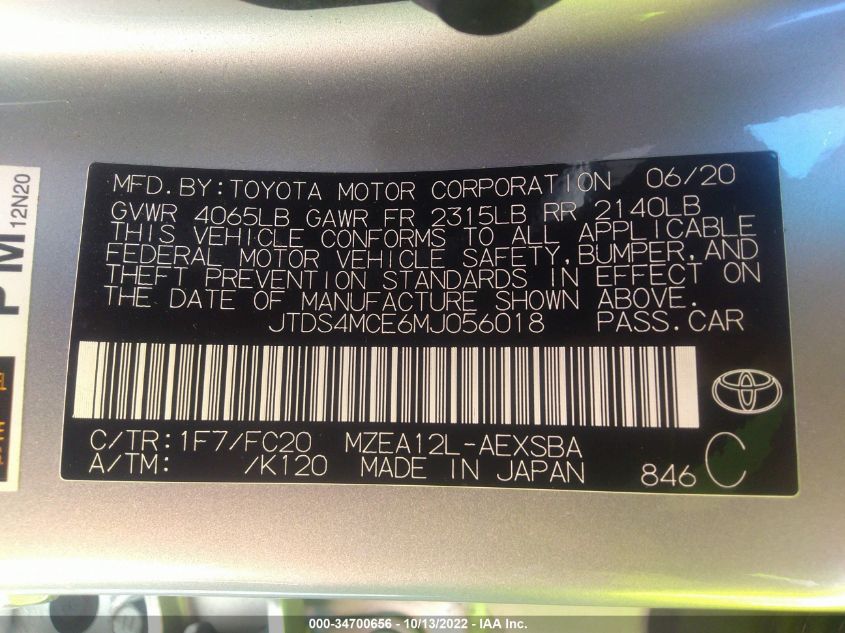 MFD. BY: TOYOTA MOTOR CORPORATION 06/20
GVWR 4065LB GAWR FR 2315LB RR 2140LB
THIS VEHICLE CONFORMS TO ALL APPLICABLE
FEDERAL MOTOR VEHICLE SAFETY, BUMPER, AND
THEFT PREVENTION STANDARDS IN EFFECT ON
THE DATE OF MANUFACTURE SHOWN ABOVE.
JTDS4MCE6MJ056018 PASS.CAR
C/TR: 1F7/FC20 MZEA12L-AEXSBA
A/TM: /K120 MADE IN JAPAN 846 C
PM
12N20
000-34700656 - 10/13/2022 - IAA Inc.